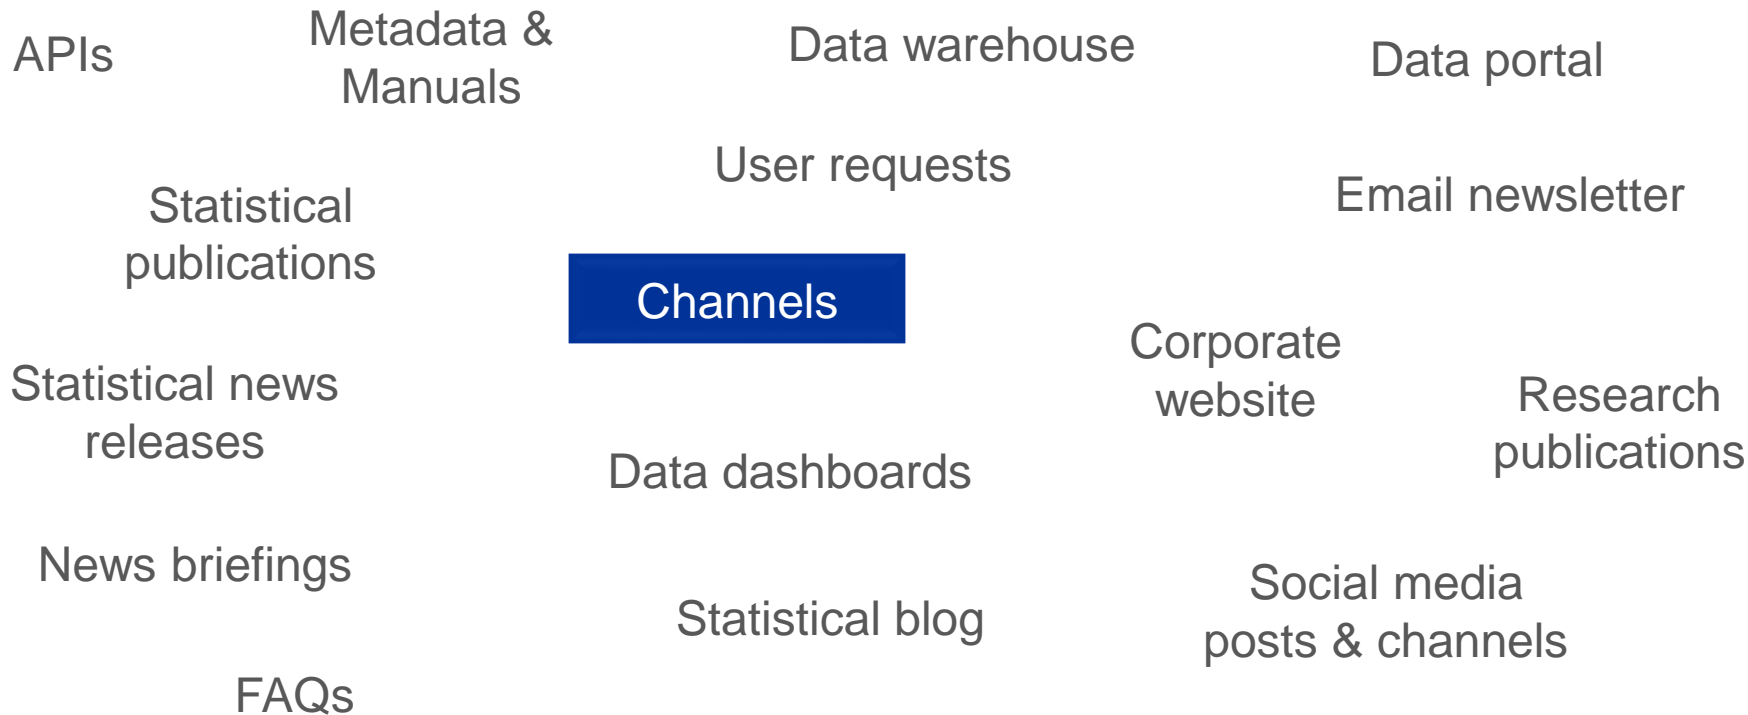 APIs
Metadata &
Manuals
Data warehouse
Data portal
User requests
Email newsletter
Statistical
publications
Channels
Corporate
website
Statistical news
releases
Research
publications
Data dashboards
News briefings
Statistical blog
Social media
posts & channels
FAQs